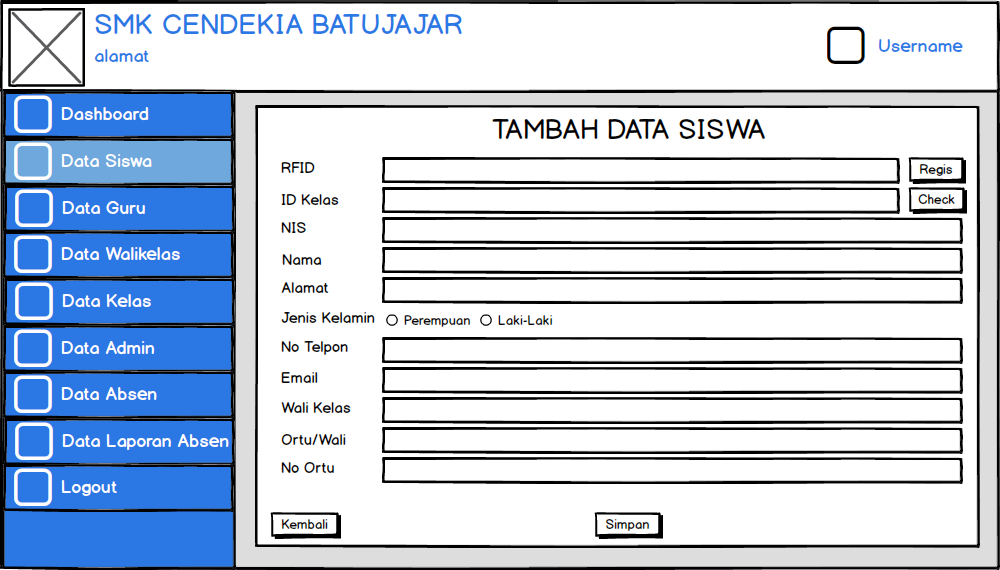 SMK CENDEKIA BATUJAJAR
alamat
Username
Dashboard
Data Siswa
Data Guru
Data Walikelas
Data Kelas
Data Admin
Data Absen
Data Laporan Absen
Logout
TAMBAH DATA SISWA
RFID
Regis
ID Kelas
Check
NIS
Nama
Alamat
Jenis Kelamin Perempuan Laki-Laki
No Telpon
Email
Wali Kelas
Ortu/Wali
No Ortu
Kembali
Simpan